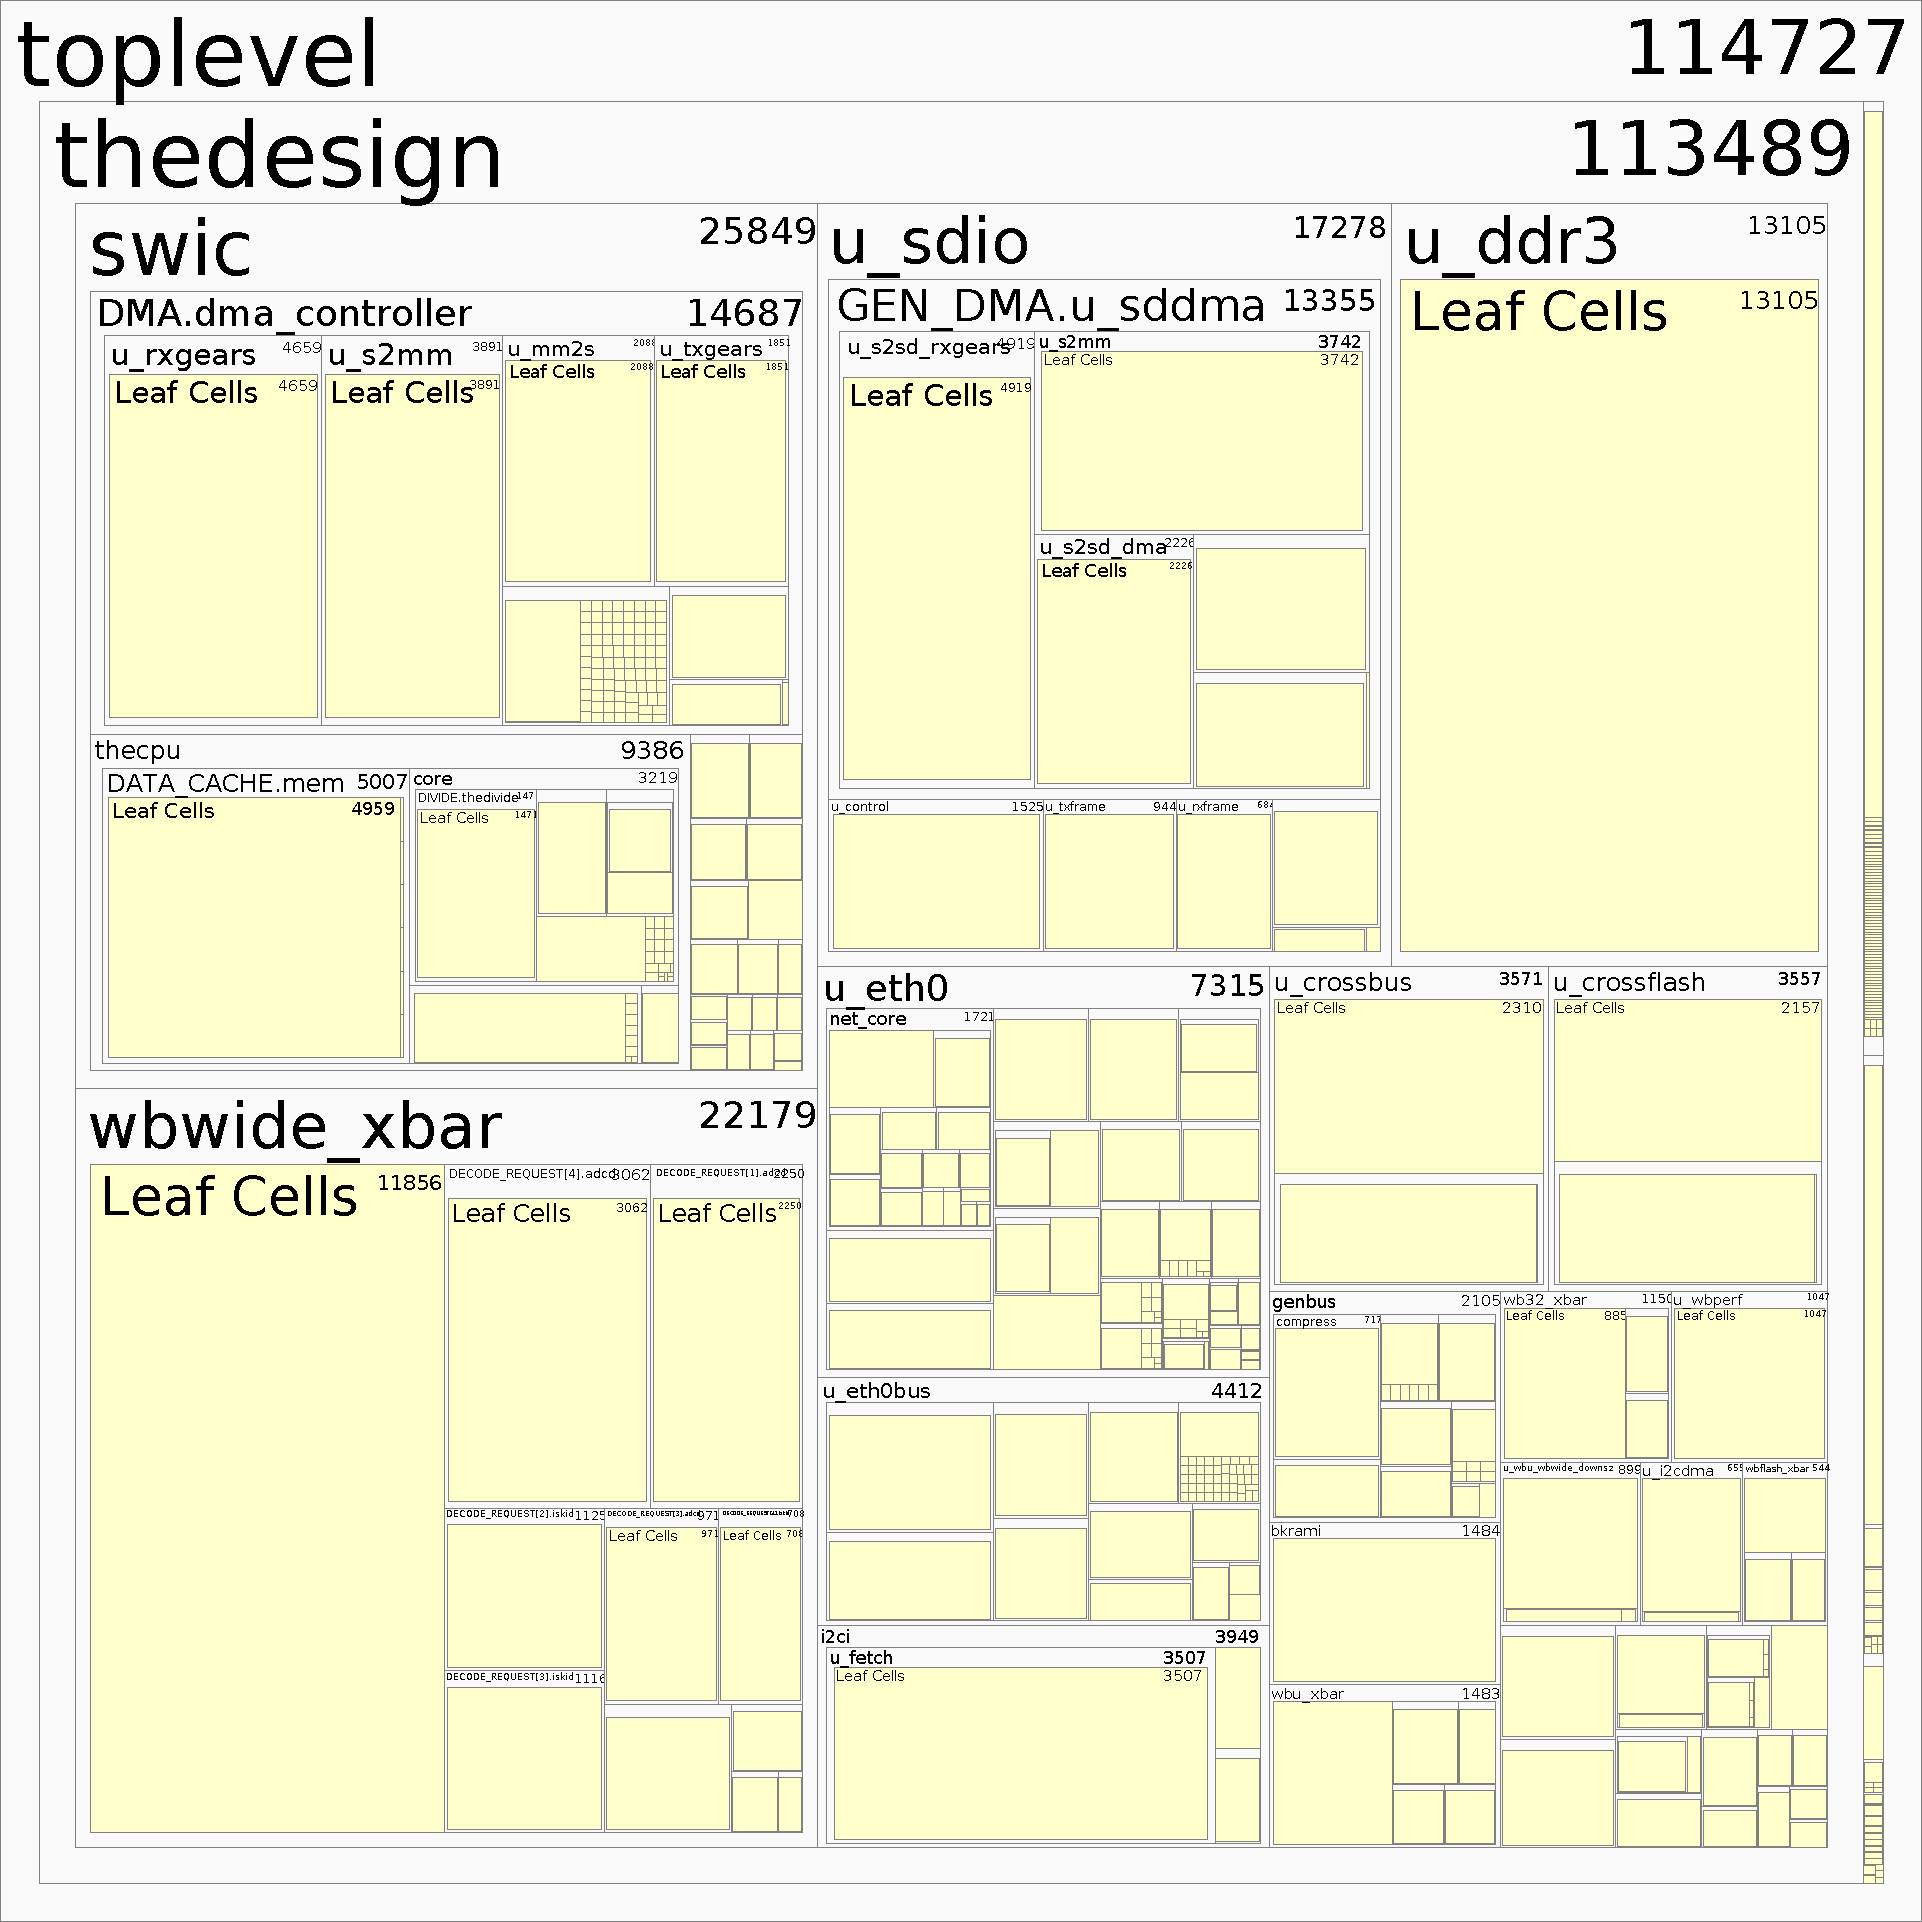 toplevel 114727
thedesign 113489
swic 25849
DMA.dma_controller 14687
u_rxgears 4659
Leaf Cells 4659
u_s2mm 3891
Leaf Cells 3891
u_mm2s 2088
Leaf Cells 2088
u_txgears 1851
Leaf Cells 1851
thecpu 9386
DATA_CACHE.mem 5007
Leaf Cells 4959
core 3219
DIVIDE.thedivide 147
Leaf Cells 1471
wbwide_xbar 22179
Leaf Cells 11856
DECODE_REQUEST[4].adcd 3062
Leaf Cells 3062
DECODE_REQUEST[1].adcd 2250
Leaf Cells 2250
DECODE_REQUEST[2].iskid 1125
DECODE_REQUEST[3].iskid 1116
DECODE_REQUEST[3].adcd 971
Leaf Cells 971
708
Leaf Cells 708
u_sdio 17278
GEN_DMA.u_sddma 13355
u_s2sd_rxgears 4919
Leaf Cells 4919
u_s2mm 3742
Leaf Cells 3742
u_s2sd_dma 2226
Leaf Cells 2226
u_control 1525
u_txframe 944
u_rxframe 684
u_ddr3 13105
Leaf Cells 13105
u_eth0 7315
net_core 1721
u_eth0bus 4412
i2ci 3949
u_fetch 3507
Leaf Cells 3507
u_crossbus 3571
Leaf Cells 2310
u_crossflash 3557
Leaf Cells 2157
genbus 2105
compress 717
bkrami 1484
wbu_xbar 1483
wb32_xbar 1150
Leaf Cells 885
u_wbperf 1047
Leaf Cells 1047
u_wbu_wbwide_downsz 899
u_i2cdma 655
wbflash_xbar 544